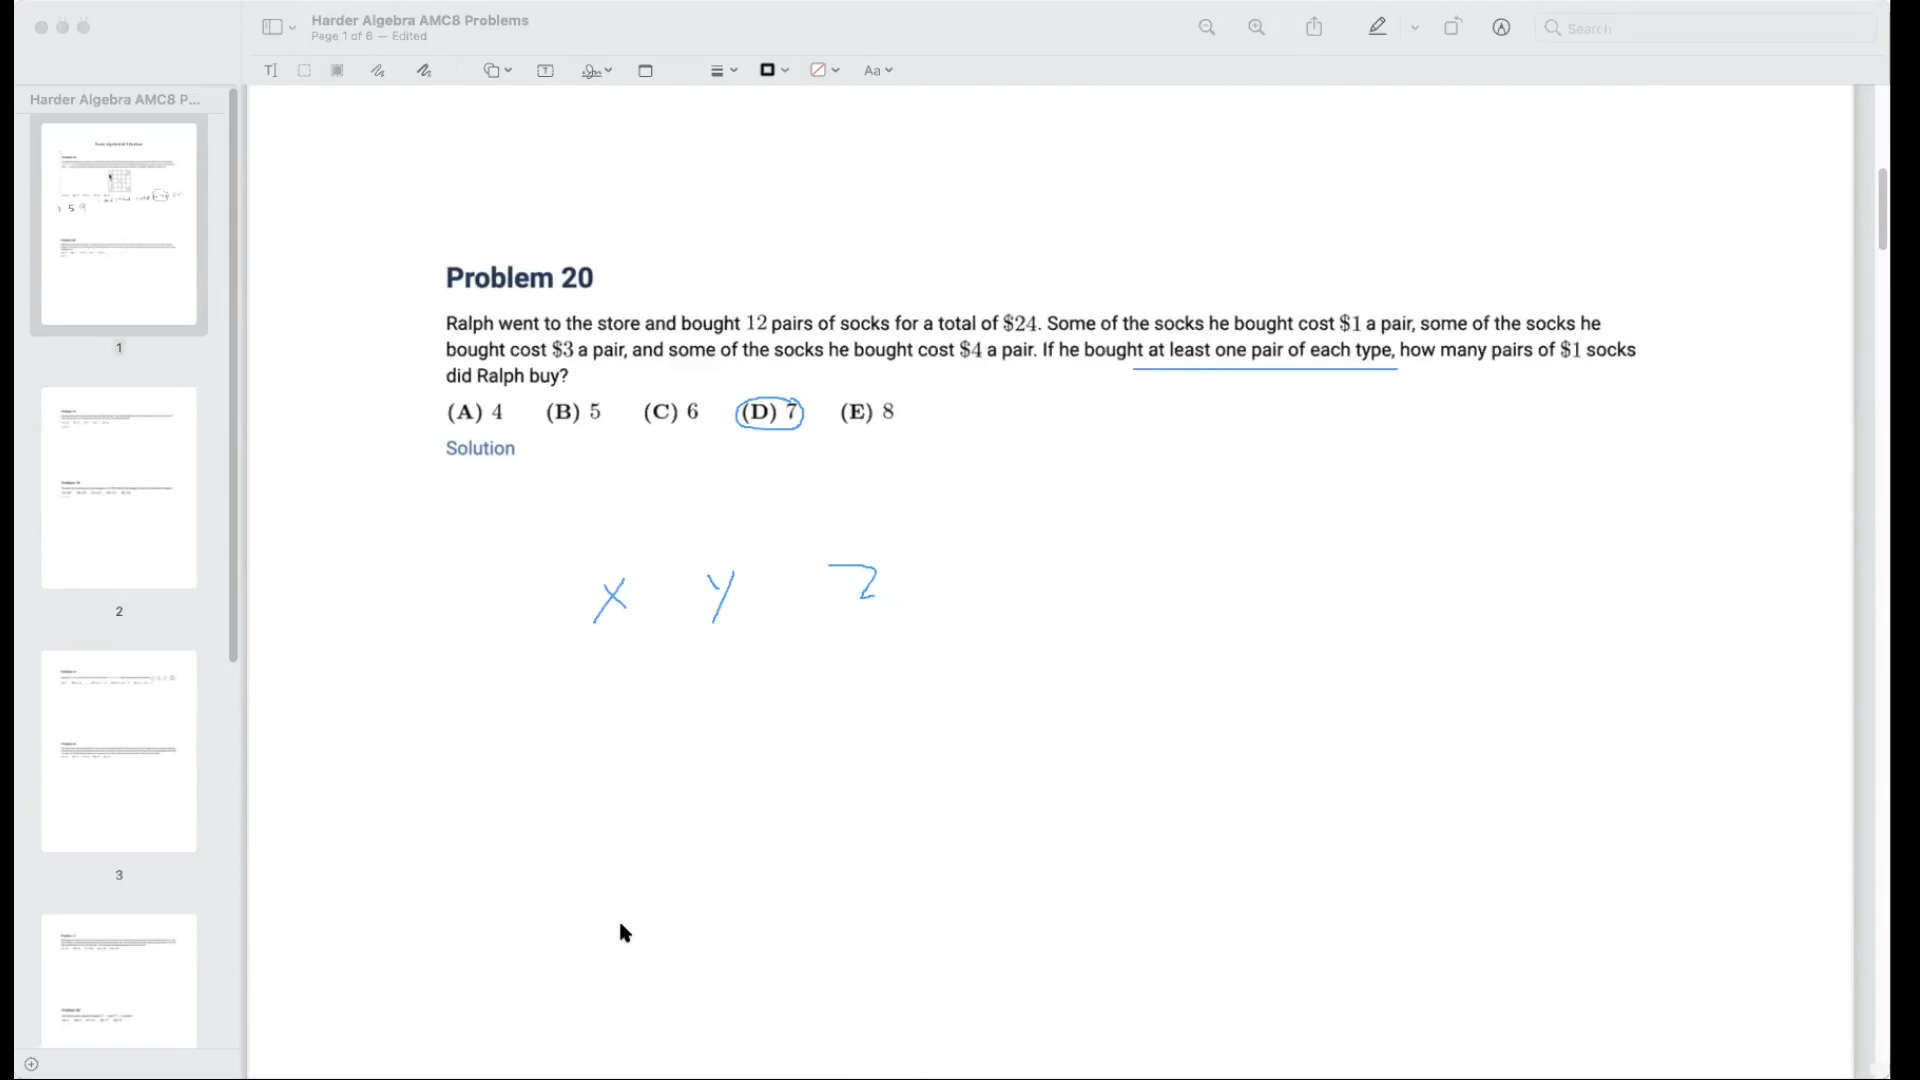 Harder Algebra AMC8 Problems
Page 1 of 6 — Edited
Search
Aa
Harder Algebra AMC8 P...
1
2
3
Problem 20
Ralph went to the store and bought 12 pairs of socks for a total of $24. Some of the socks he bought cost $1 a pair, some of the socks he
bought cost $3 a pair, and some of the socks he bought cost $4 a pair. If he bought at least one pair of each type, how many pairs of $1 socks
did Ralph buy?
(A) 4 (B) 5 (C) 6 (D) 7 (E) 8
Solution
x y z